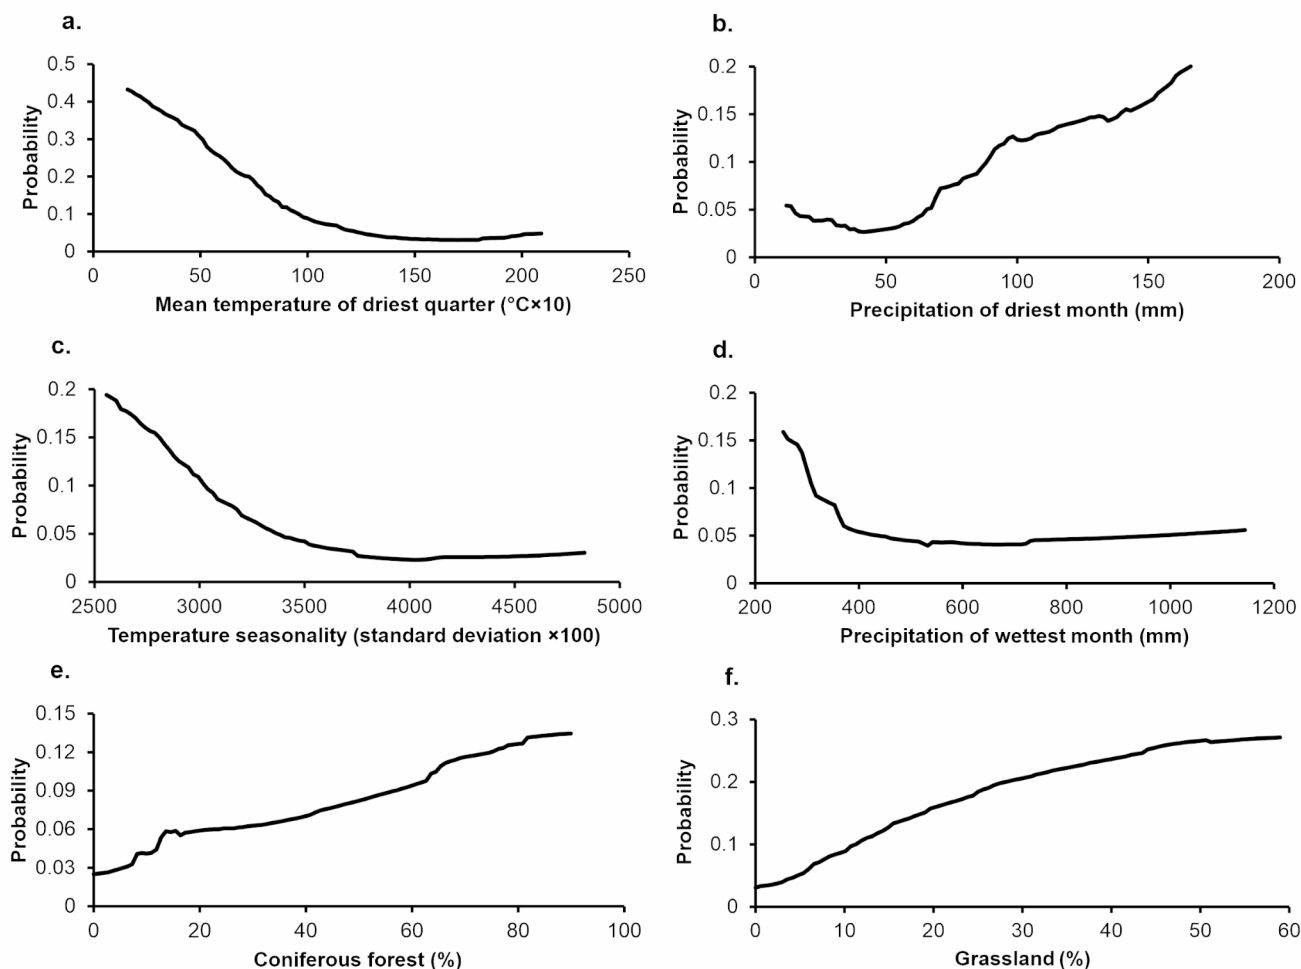 a.
0.5
0.4
0.3
0.2
0.1
0
Probability
0 50 100 150 200 250
Mean temperature of driest quarter (°C×10)
b.
0.2
0.15
0.1
0.05
0
Probability
0 50 100 150 200
Precipitation of driest month (mm)
c.
0.2
0.15
0.1
0.05
0
Probability
2500 3000 3500 4000 4500 5000
Temperature seasonality (standard deviation ×100)
d.
0.2
0.15
0.1
0.05
0
Probability
200 400 600 800 1000 1200
Precipitation of wettest month (mm)
e.
0.15
0.12
0.09
0.06
0.03
0
Probability
0 20 40 60 80 100
Coniferous forest (%)
f.
0.3
0.2
0.1
0
Probability
0 10 20 30 40 50 60
Grassland (%)